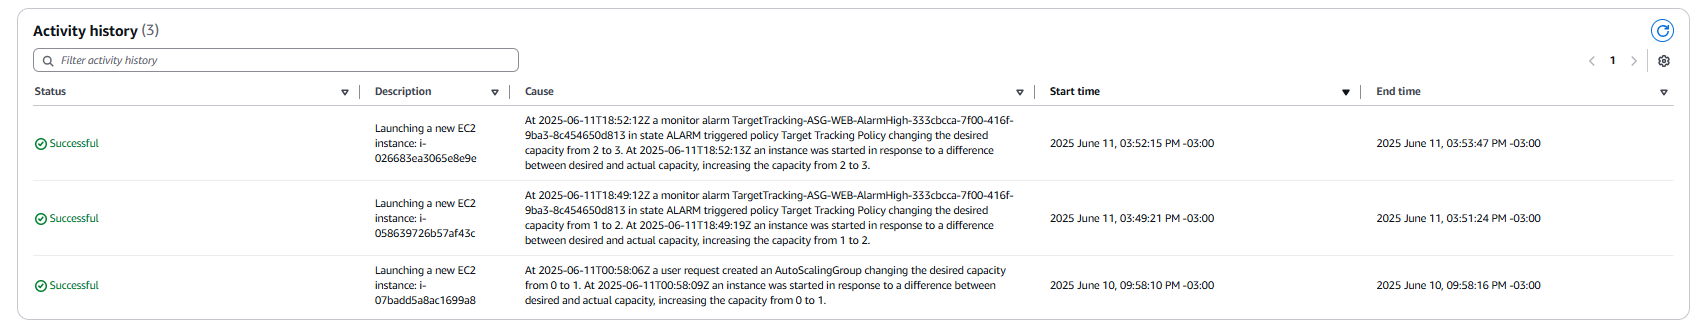 Activity history (3)
Filter activity history
1
Status Description Cause Start time End time
Successful
Launching a new EC2
instance: i-
026683ea3065e8e9e
At 2025-06-11T18:52:12Z a monitor alarm TargetTracking-ASG-WEB-AlarmHigh-333cbcca-7f00-416f-
9ba3-8c454650d813 in state ALARM triggered policy Target Tracking Policy changing the desired
capacity from 2 to 3. At 2025-06-11T18:52:13Z an instance was started in response to a difference
between desired and actual capacity, increasing the capacity from 2 to 3.
2025 June 11, 03:52:15 PM -03:00
2025 June 11, 03:53:47 PM -03:00
Successful
Launching a new EC2
instance: i-
058639726b57af43c
At 2025-06-11T18:49:12Z a monitor alarm TargetTracking-ASG-WEB-AlarmHigh-333cbcca-7f00-416f-
9ba3-8c454650d813 in state ALARM triggered policy Target Tracking Policy changing the desired
capacity from 1 to 2. At 2025-06-11T18:49:19Z an instance was started in response to a difference
between desired and actual capacity, increasing the capacity from 1 to 2.
2025 June 11, 03:49:21 PM -03:00
2025 June 11, 03:51:24 PM -03:00
Successful
Launching a new EC2
instance: i-
07badd5a8ac1699a8
At 2025-06-11T00:58:06Z a user request created an AutoScalingGroup changing the desired capacity
from 0 to 1. At 2025-06-11T00:58:09Z an instance was started in response to a difference between
desired and actual capacity, increasing the capacity from 0 to 1.
2025 June 10, 09:58:10 PM -03:00
2025 June 10, 09:58:16 PM -03:00